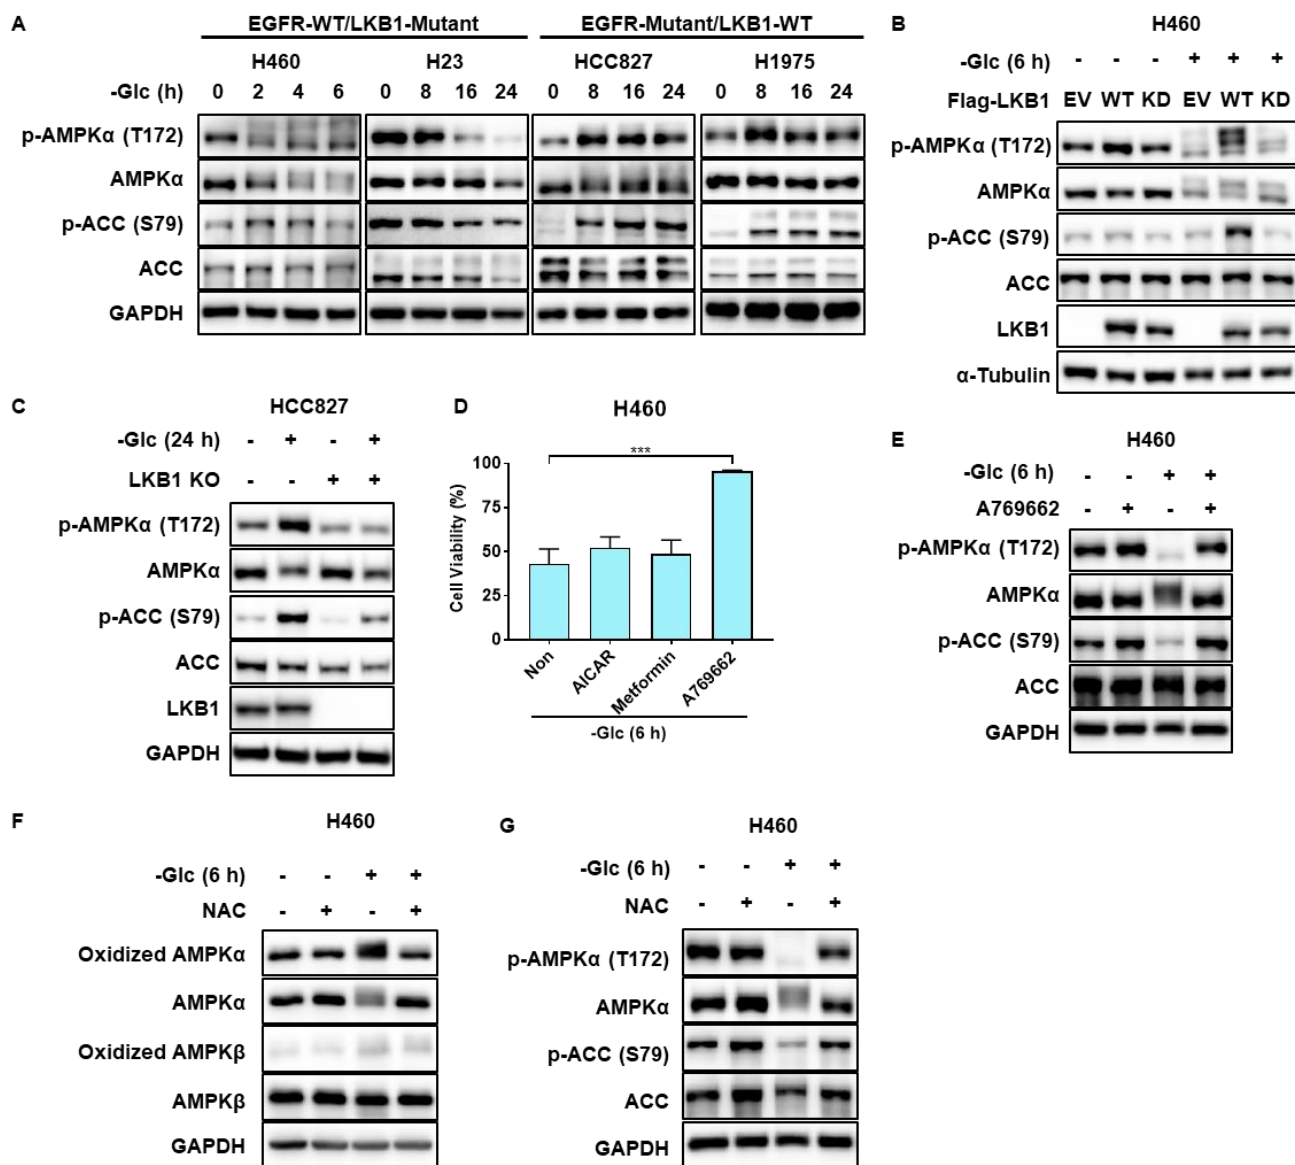 A
EGFR-WT/LKB1-Mutant EGFR-Mutant/LKB1-WT
H460 H23 HCC827 H1975
-Glc (h) 0 2 4 6 0 8 16 24 0 8 16 24 0 8 16 24
p-AMPKα (T172)
AMPKα
p-ACC (S79)
ACC
GAPDH
B
H460
-Glc (6 h) - - - + + +
Flag-LKB1 EV WT KD EV WT KD
p-AMPKα (T172)
AMPKα
p-ACC (S79)
ACC
LKB1
α-Tubulin
C
HCC827
-Glc (24 h) - + - +
LKB1 KO - - + +
p-AMPKα (T172)
AMPKα
p-ACC (S79)
ACC
LKB1
GAPDH
D
H460
***
Cell Viability (%)
100
75
50
25
0
Non AICAR Metformin A769662
-Glc (6 h)
E
H460
-Glc (6 h) - - + +
A769662 - + - +
p-AMPKα (T172)
AMPKα
p-ACC (S79)
ACC
GAPDH
F
H460
-Glc (6 h) - - + +
NAC - + - +
Oxidized AMPKα
AMPKα
Oxidized AMPKβ
AMPKβ
GAPDH
G
H460
-Glc (6 h) - - + +
NAC - + - +
p-AMPKα (T172)
AMPKα
p-ACC (S79)
ACC
GAPDH